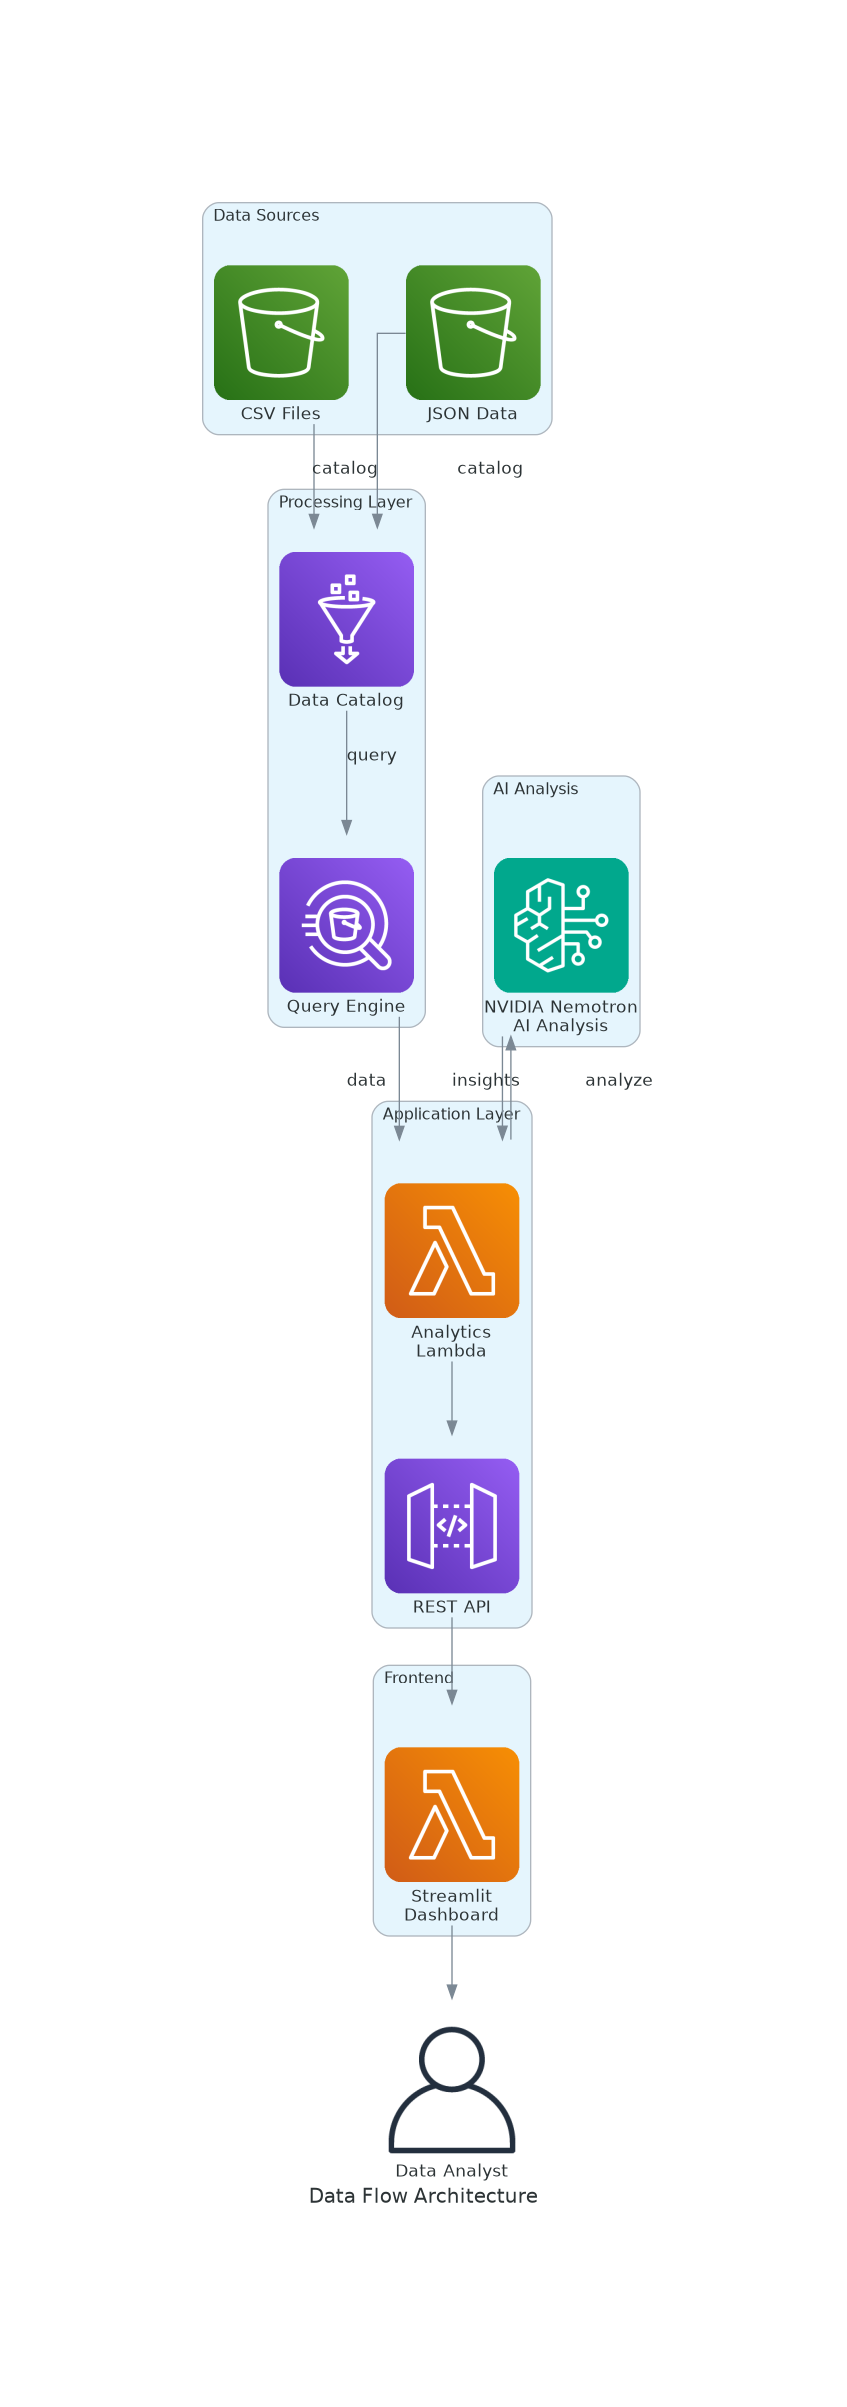 Data Sources
CSV Files
JSON Data
catalog
catalog
Processing Layer
Data Catalog
query
AI Analysis
Query Engine
NVIDIA Nemotron
AI Analysis
data
insights
analyze
Application Layer
Analytics
Lambda
</>
REST API
Frontend
Streamlit
Dashboard
Data Analyst
Data Flow Architecture